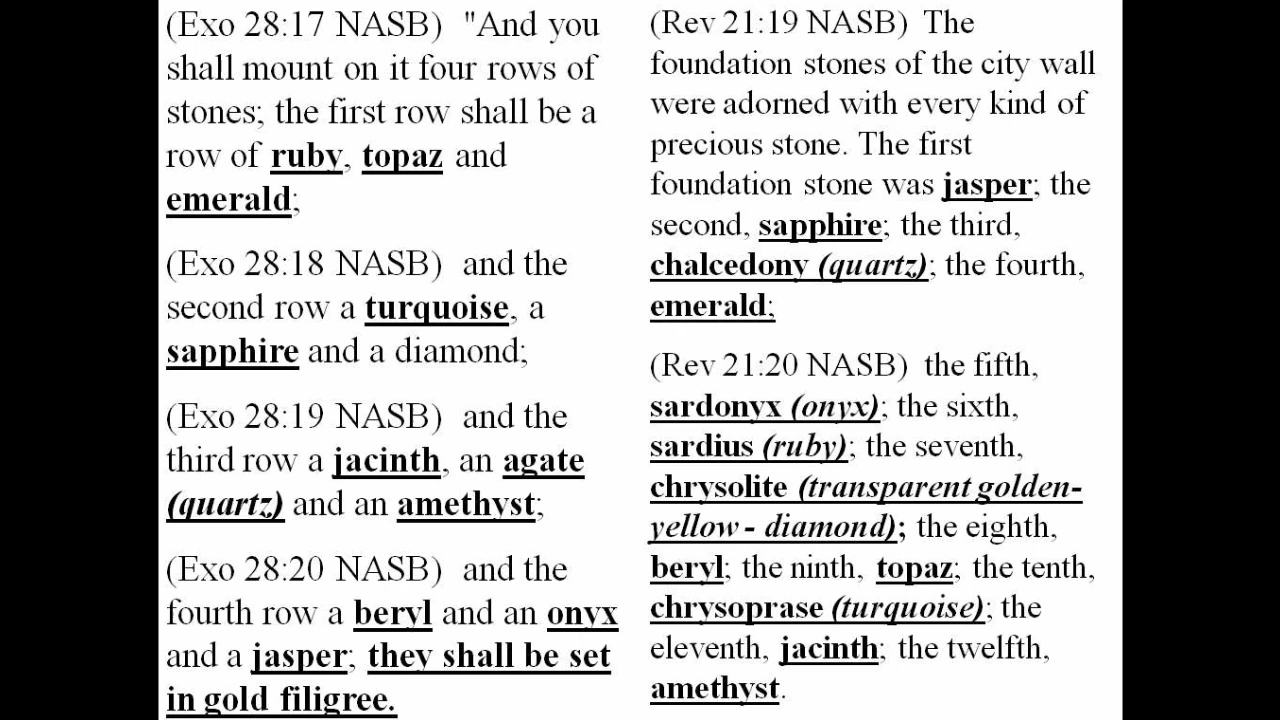 (Exo 28:17 NASB) "And you
shall mount on it four rows of
stones; the first row shall be a
row of ruby, topaz and
emerald;
(Exo 28:18 NASB) and the
second row a turquoise, a
sapphire and a diamond;
(Exo 28:19 NASB) and the
third row a jacinth, an agate
(quartz) and an amethyst;
(Exo 28:20 NASB) and the
fourth row a beryl and an onyx
and a jasper; they shall be set
in gold filigree.
(Rev 21:19 NASB) The
foundation stones of the city wall
were adorned with every kind of
precious stone. The first
foundation stone was jasper; the
second, sapphire; the third,
chalcedony (quartz); the fourth,
emerald;
(Rev 21:20 NASB) the fifth,
sardonyx (onyx); the sixth,
sardius (ruby); the seventh,
chrysolite (transparent golden-
yellow - diamond); the eighth,
beryl; the ninth, topaz; the tenth,
chrysoprase (turquoise); the
eleventh, jacinth; the twelfth,
amethyst.